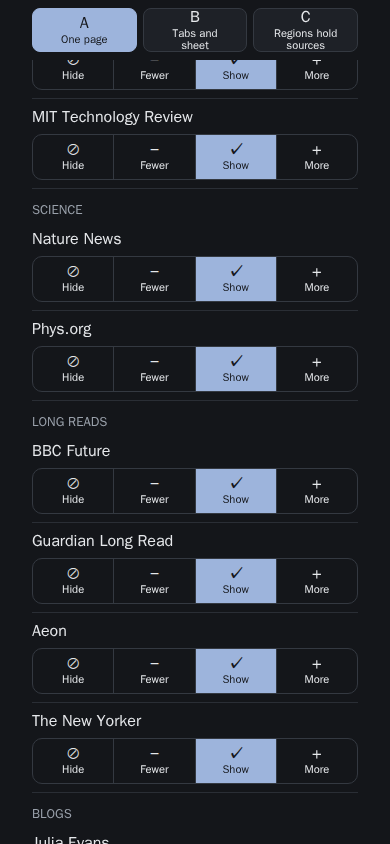 A
One page
B
Tabs and
sheet
C
Regions hold
sources
Hide
Fewer
Show
More
MIT Technology Review
Hide
− Fewer
✓ Show
+ More
SCIENCE
Nature News
Hide
− Fewer
✓ Show
+ More
Phys.org
Hide
− Fewer
✓ Show
+ More
LONG READS
BBC Future
Hide
− Fewer
✓ Show
+ More
Guardian Long Read
Hide
− Fewer
✓ Show
+ More
Aeon
Hide
− Fewer
✓ Show
+ More
The New Yorker
Hide
− Fewer
✓ Show
+ More
BLOGS
Julia Evans